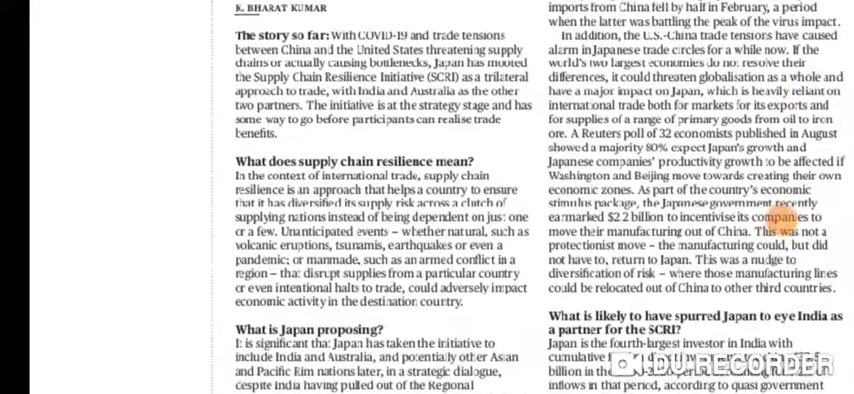 K. BHARAT KUMAR
The story so far: With COVID-19 and trade tensions
between China and the United States threatening supply
chains or actually causing bottlenecks, Japan has mooted
the Supply Chain Resilience Initiative (SCRI) as a trilateral
approach to trade, with India and Australia as the other
two partners. The initiative is at the strategy stage and has
some way to go before participants can realise trade
benefits.
What does supply chain resilience mean?
In the context of international trade, supply chain
resilience is an approach that helps a country to ensure
that it has diversified its supply risk across a clutch of
supplying nations instead of being dependent on just one
or a few. Unanticipated events – whether natural, such as
volcanic eruptions, tsunamis, earthquakes or even a
pandemic; or manmade, such as an armed conflict in a
region – that disrupt supplies from a particular country
or even intentional halts to trade, could adversely impact
economic activity in the destination country.
What is Japan proposing?
It is significant that Japan has taken the initiative to
include India and Australia, and potentially other Asian
and Pacific Rim nations later, in a strategic dialogue,
despite India having pulled out of the Regional
imports from China fell by half in February, a period
when the latter was battling the peak of the virus impact.
In addition, the U.S.-China trade tensions have caused
alarm in Japanese trade circles for a while now. If the
world's two largest economies do not resolve their
differences, it could threaten globalisation as a whole and
have a major impact on Japan, which is heavily reliant on
international trade both for markets for its exports and
for supplies of a range of primary goods from oil to iron
ore. A Reuters poll of 32 economists published in August
showed a majority 80% expect Japan's growth and
Japanese companies' productivity growth to be affected if
Washington and Beijing move towards creating their own
economic zones. As part of the country's economic
stimulus package, the Japanese government recently
earmarked $2.2 billion to incentivise its companies to
move their manufacturing out of China. This was not a
protectionist move – the manufacturing could, but did
not have to, return to Japan. This was a nudge to
diversification of risk – where those manufacturing lines
could be relocated out of China to other third countries.
What is likely to have spurred Japan to eye India as
a partner for the SCRI?
Japan is the fourth-largest investor in India with
cumulative
billion in the
inflows in that period, according to quasi government
DU RECORDER